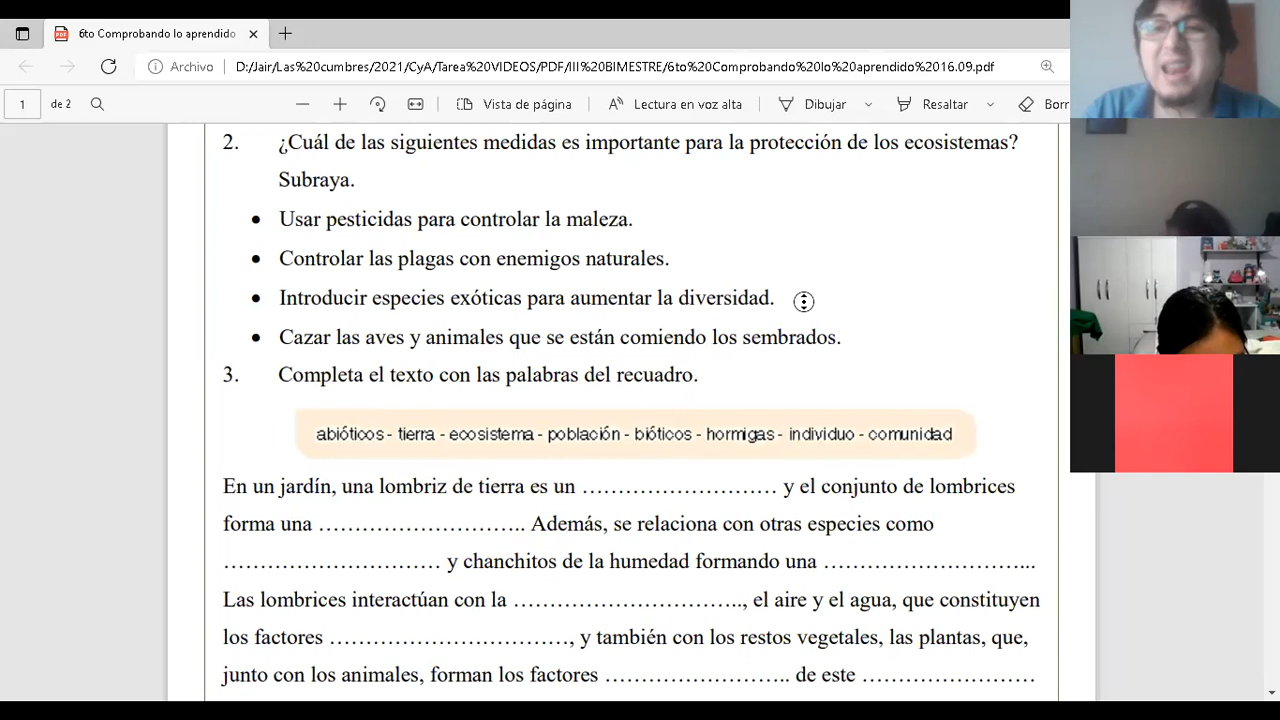 6to Comprobando lo aprendido
Archivo D:/Jair/Las%20cumbres/2021/CyA/Tarea%20VIDEOS/PDF/III%20BIMESTRE/6to%20Comprobando%20lo%20aprendido%2016.09.pdf
1 de 2 Vista de página Lectura en voz alta Dibujar Resaltar Borr
2. ¿Cuál de las siguientes medidas es importante para la protección de los ecosistemas?
Subraya.
• Usar pesticidas para controlar la maleza.
• Controlar las plagas con enemigos naturales.
• Introducir especies exóticas para aumentar la diversidad.
• Cazar las aves y animales que se están comiendo los sembrados.
3. Completa el texto con las palabras del recuadro.
abióticos - tierra - ecosistema - población - bióticos - hormigas - individuo - comunidad
En un jardín, una lombriz de tierra es un ……………………… y el conjunto de lombrices
forma una …………………….. Además, se relaciona con otras especies como
………………………… y chanchitos de la humedad formando una ……………………...
Las lombrices interactúan con la ………………………….., el aire y el agua, que constituyen
los factores ……………………………, y también con los restos vegetales, las plantas, que,
junto con los animales, forman los factores …………………….. de este ……………………